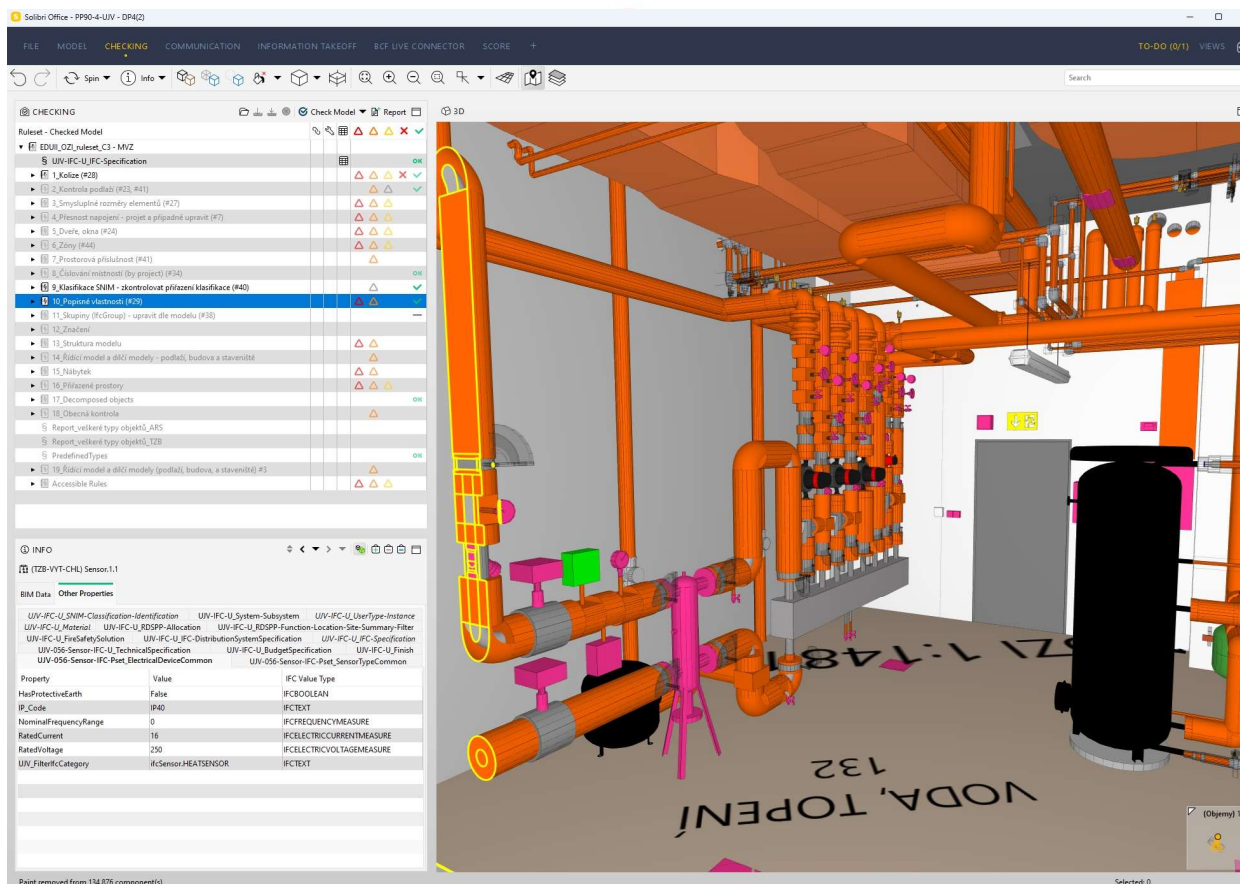 Solibri Office - PP90-4-UJV - DP4(2)
FILE MODEL CHECKING COMMUNICATION INFORMATION TAKEOFF BCF LIVE CONNECTOR SCORE + TO-DO (0/1) VIEWS
Spin Info Search
CHECKING Check Model Report
Ruleset - Checked Model
EDUII_OZI_ruleset_C3 - MVZ
§ UJV-IFC-U_IFC-Specification OK
1_Kolize (#28)
2_Kontrola podlaží (#23, #41)
3_Smysluplné rozměry elementů (#27)
4_Přesnost napojení - projet a případné upravit (#7)
5_Dveře, okna (#24)
6_Zóny (#44)
7_Prostorová příslušnost (#41)
8_Číslování místností (by project) (#34) OK
9_Klasifikace SNIM - zkontrolovat přiřazení klasifikace (#40)
10_Popisné vlastnosti (#29)
11_Skupiny (IfcGroup) - upravit dle modelu (#38)
12_Značení
13_Struktura modelu
14_Řídící model a dílčí modely - podlaží, budova a staveniště
15_Nábytek
16_Přiřazené prostory
17_Decomposed objects OK
18_Obecná kontrola
§ Report_veškeré typy objektů_ARS
§ Report_veškeré typy objektů_TZB
§ PredefinedTypes OK
19_Řídící model a dílčí modely (podlaží, budova, a staveniště) #3
Accessible Rules
INFO
(TZB-VYT-CHL) Sensor.1.1
BIM Data Other Properties
UJV-IFC-U_SNIM-Classification-Identification UJV-IFC-U_System-Subsystem UJV-IFC-U_UserType-Instance
UJV-IFC-U_Material UJV-IFC-U_RDSPP-Allocation UJV-IFC-U_RDSPP-Function-Location-Site-Summary-Filter
UJV-IFC-U_FireSafetySolution UJV-IFC-U_IFC-DistributionSystemSpecification UJV-IFC-U_IFC-Specification
UJV-056-Sensor-IFC-U_TechnicalSpecification UJV-IFC-U_BudgetSpecification UJV-IFC-U_Finish
UJV-056-Sensor-IFC-Pset_ElectricalDeviceCommon UJV-056-Sensor-IFC-Pset_SensorTypeCommon
Property Value IFC Value Type
HasProtectiveEarth False IFCBOOLEAN
IP_Code IP40 IFCTEXT
NominalFrequencyRange 0 IFCFREQUENCYMEASURE
RatedCurrent 16 IFCELECTRICCURRENTMEASURE
RatedVoltage 250 IFCELECTRICVOLTAGEMEASURE
UJV_FilterIfcCategory ifcSensor.HEATSENSOR IFCTEXT
3D
132
VODA, TOPENÍ
(Objemy) 1
Paint removed from 134 876 component(s)
Selected: 0